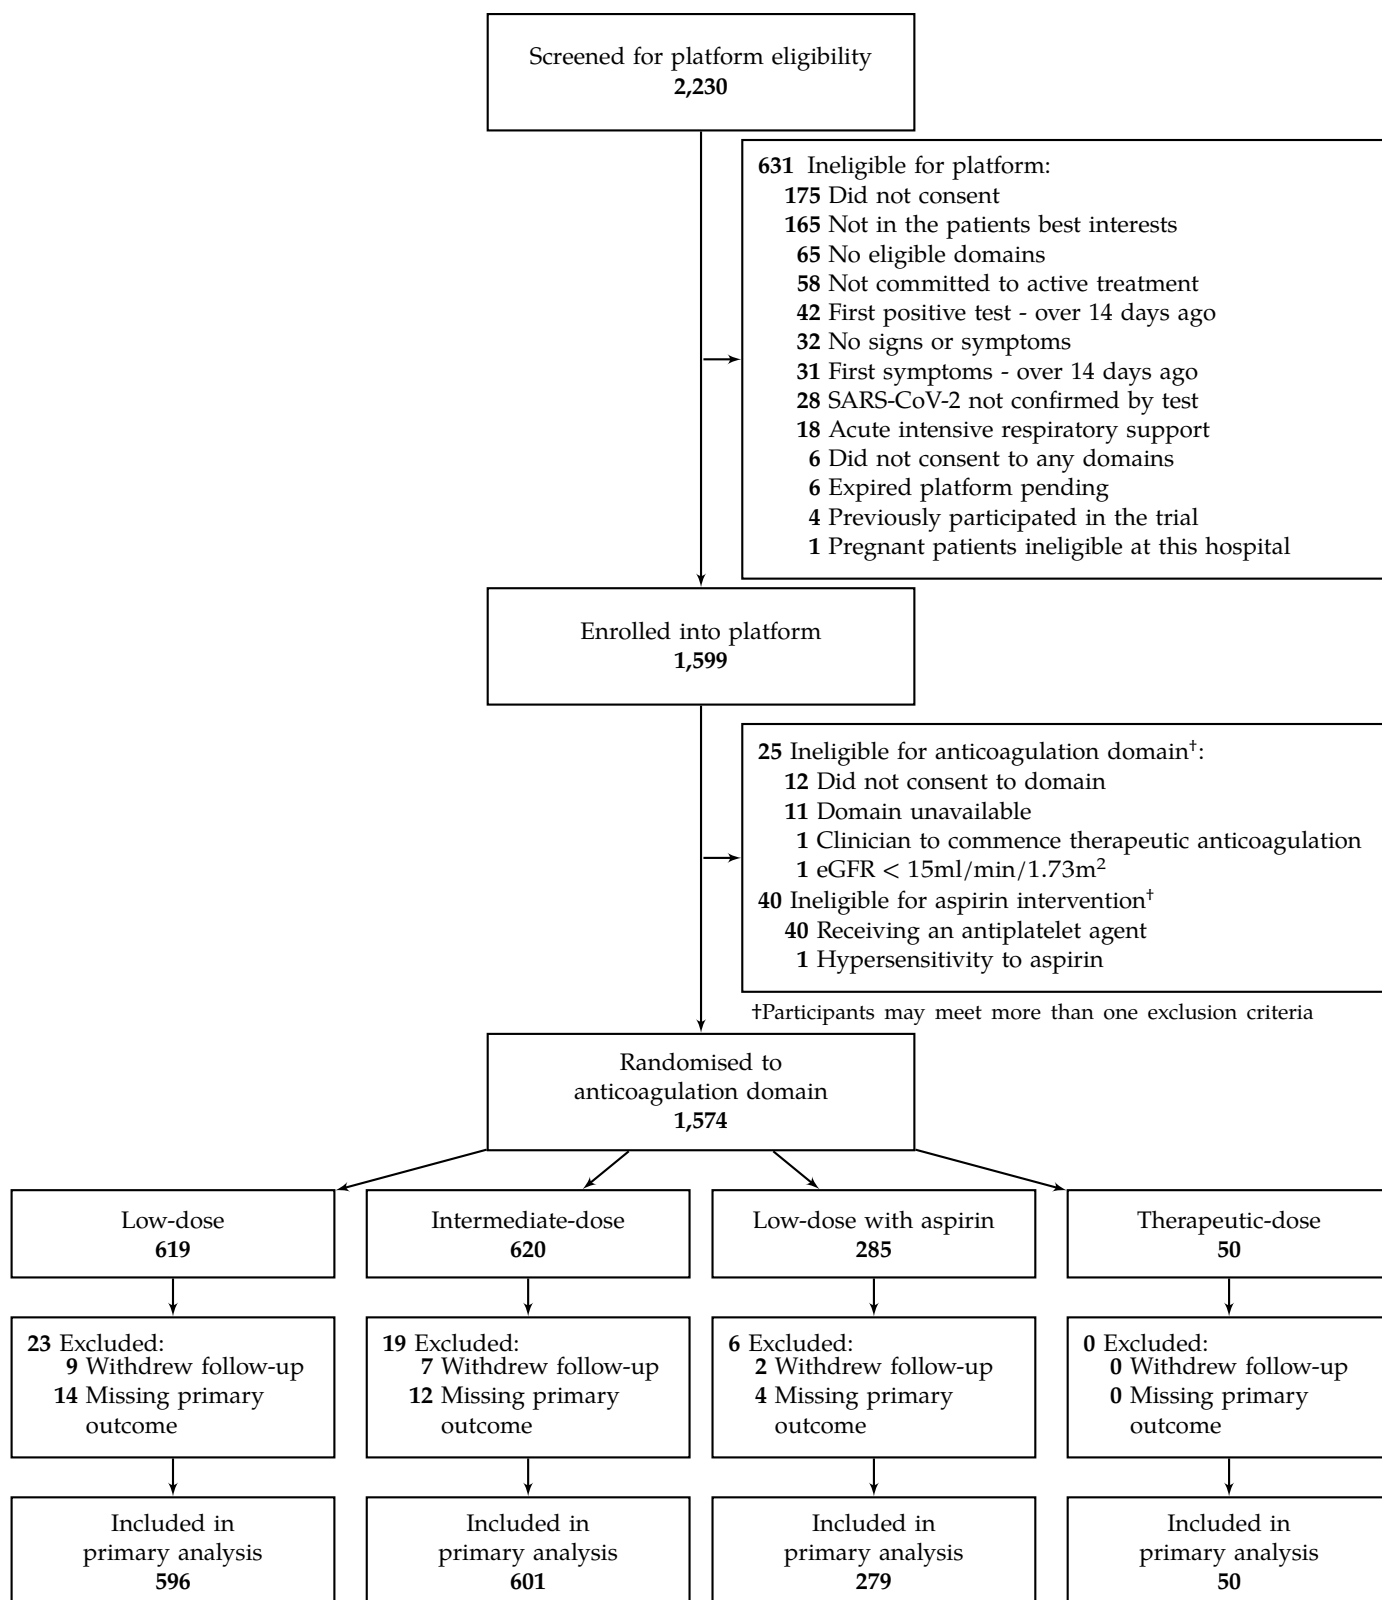 Screened for platform eligibility
2,230
631 Ineligible for platform:
175 Did not consent
165 Not in the patients best interests
65 No eligible domains
58 Not committed to active treatment
42 First positive test - over 14 days ago
32 No signs or symptoms
31 First symptoms - over 14 days ago
28 SARS-CoV-2 not confirmed by test
18 Acute intensive respiratory support
6 Did not consent to any domains
6 Expired platform pending
4 Previously participated in the trial
1 Pregnant patients ineligible at this hospital
Enrolled into platform
1,599
25 Ineligible for anticoagulation domain†:
12 Did not consent to domain
11 Domain unavailable
1 Clinician to commence therapeutic anticoagulation
1 eGFR < 15ml/min/1.73m²
40 Ineligible for aspirin intervention†
40 Receiving an antiplatelet agent
1 Hypersensitivity to aspirin
†Participants may meet more than one exclusion criteria
Randomised to
anticoagulation domain
1,574
Low-dose
619
Intermediate-dose
620
Low-dose with aspirin
285
Therapeutic-dose
50
23 Excluded:
9 Withdrew follow-up
14 Missing primary
outcome
19 Excluded:
7 Withdrew follow-up
12 Missing primary
outcome
6 Excluded:
2 Withdrew follow-up
4 Missing primary
outcome
0 Excluded:
0 Withdrew follow-up
0 Missing primary
outcome
Included in
primary analysis
596
Included in
primary analysis
601
Included in
primary analysis
279
Included in
primary analysis
50